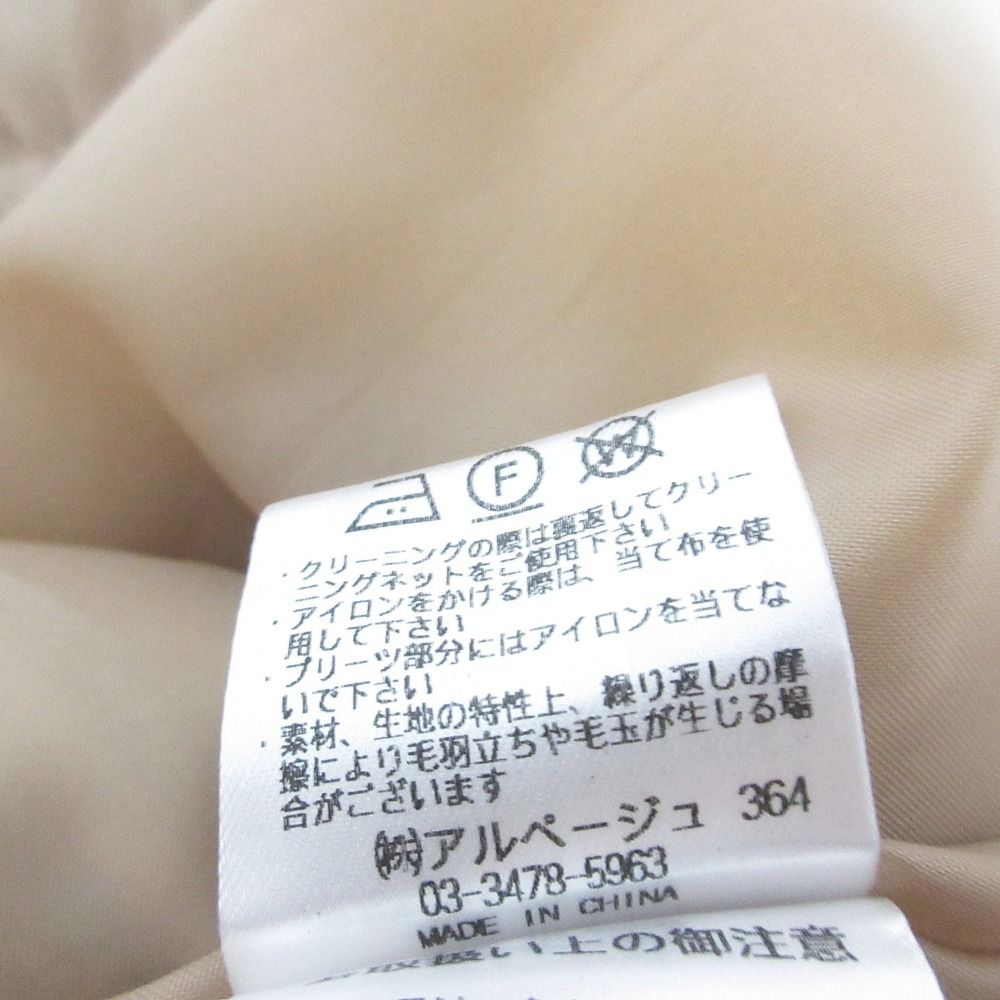 F W
・クリーニングの際は裏返してクリー
ニングネットをご使用下さい
・アイロンをかける際は、当て布を使
用して下さい
・プリーツ部分にはアイロンを当てな
いで下さい
・素材、生地の特性上、繰り返しの摩
擦により毛羽立ちや毛玉が生じる場
合がございます
㈱アルページュ 364
03-3478-5963
MADE IN CHINA
取扱い上の御注意